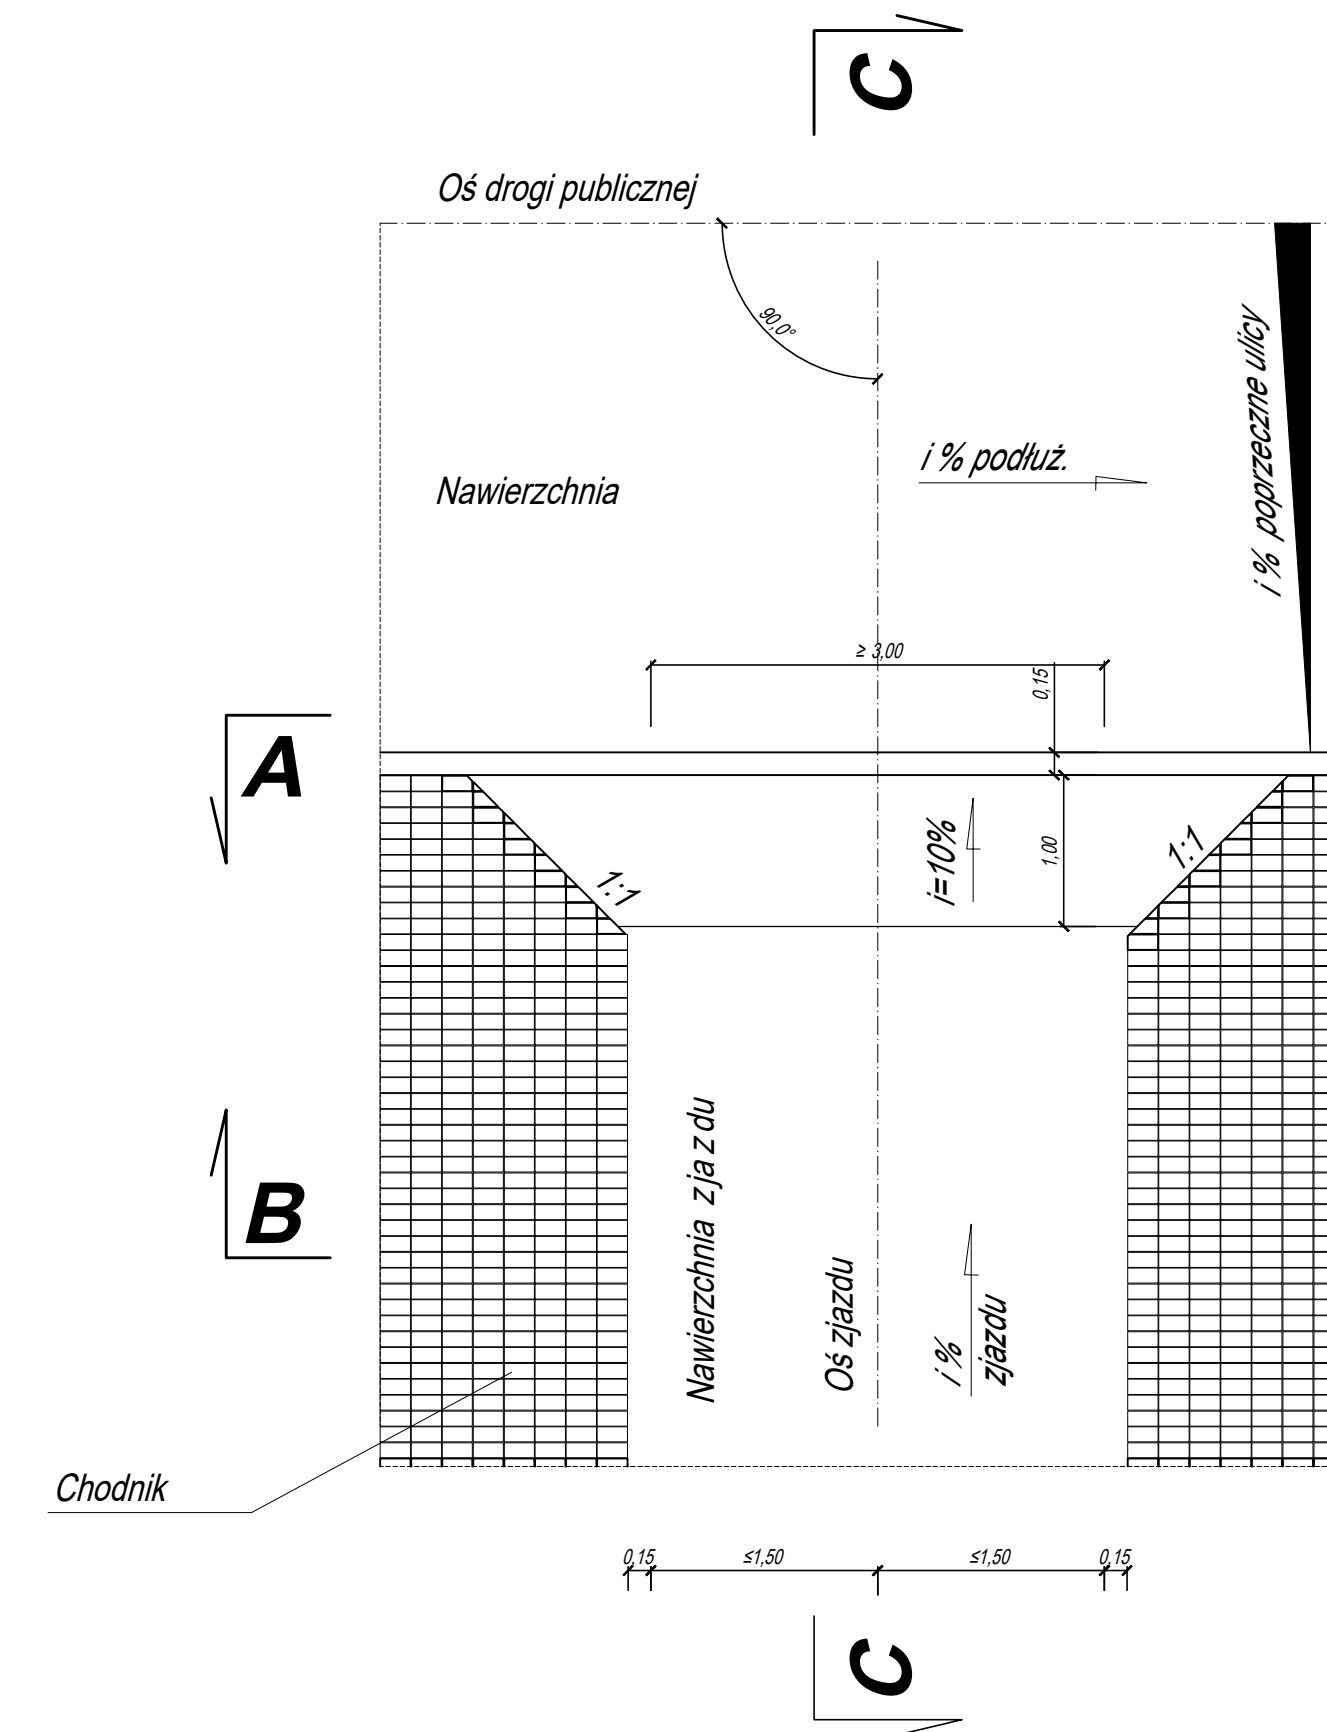 C
Oś drogi publicznej
90,0°
i % poprzeczne ulicy
i % podłuż.
Nawierzchnia
≥ 3,00
0,15
A
1:1
i=10%
1,00
1:1
B
Nawierzchnia zjazdu
Oś zjazdu
i %
zjazdu
Chodnik
0,15
≤1,50
≤1,50
0,15
C